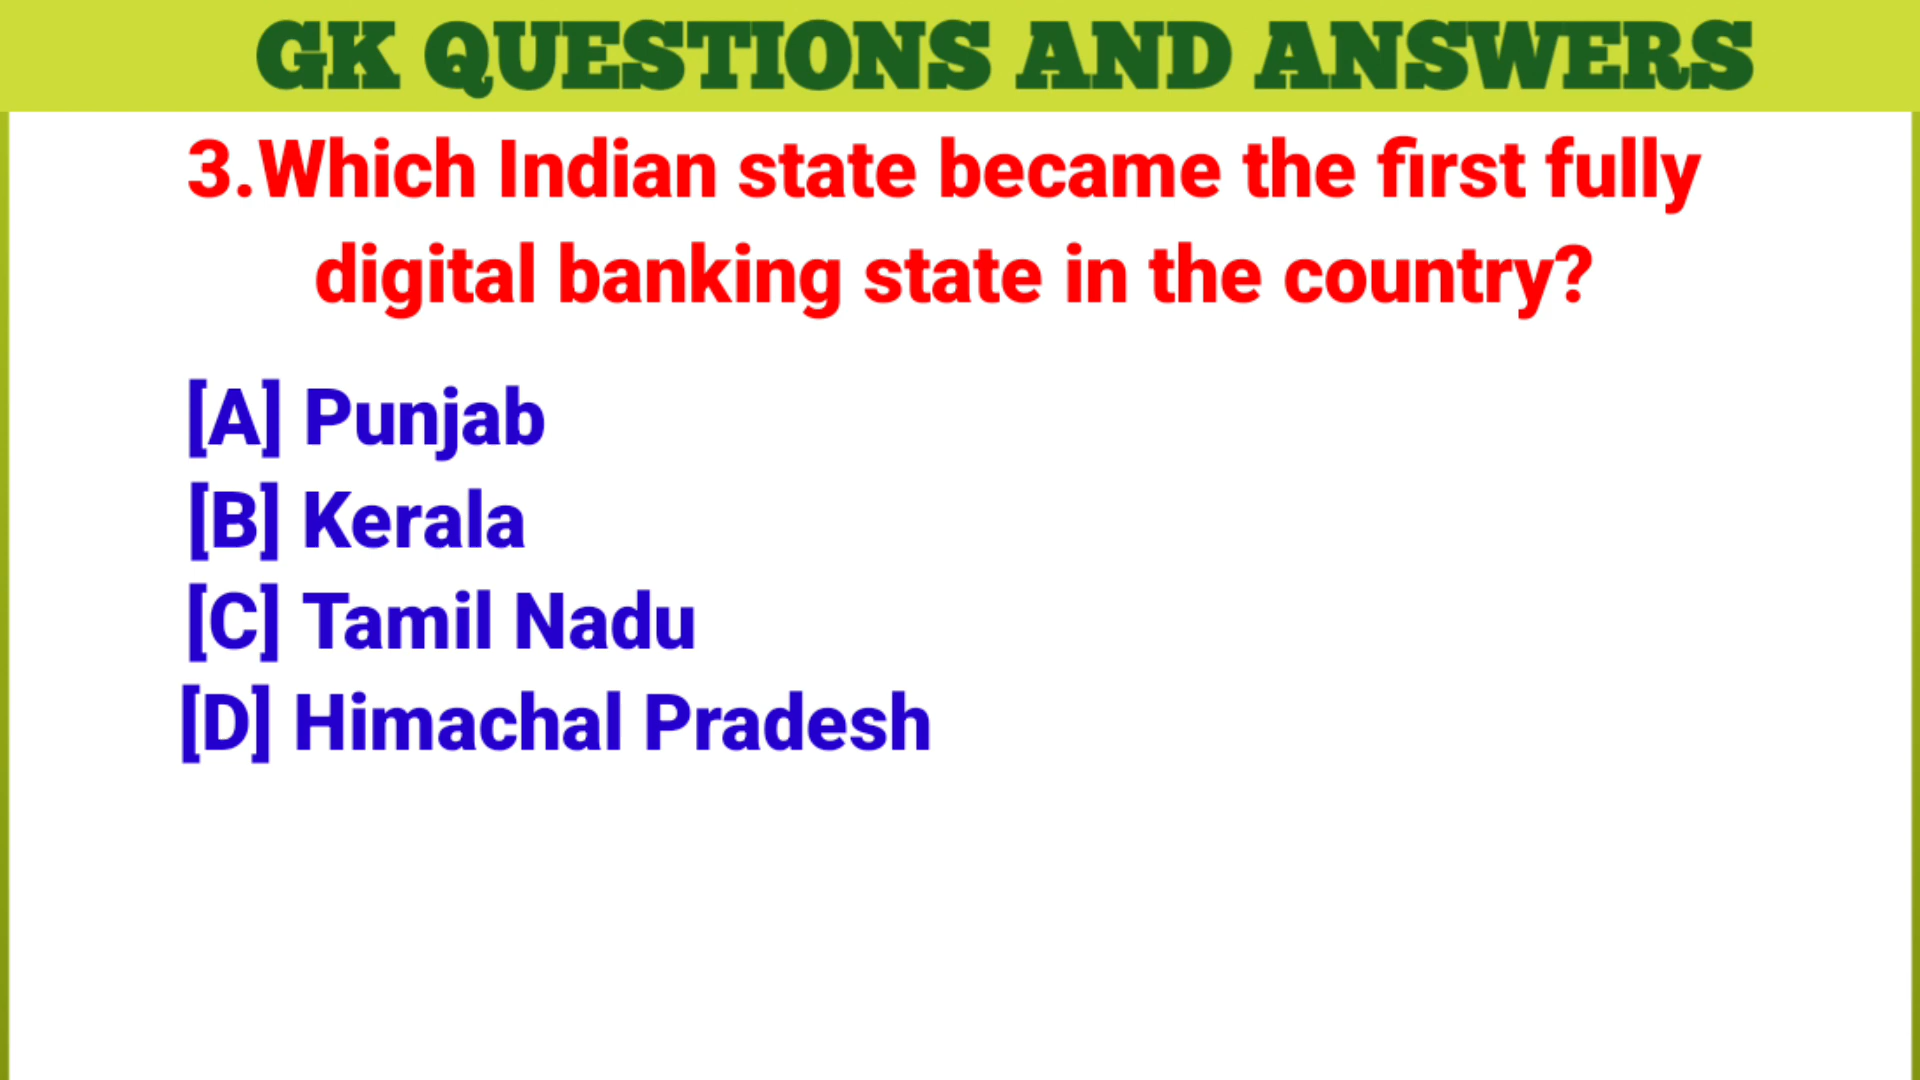 GK QUESTIONS AND ANSWERS
3.Which Indian state became the first fully
digital banking state in the country?
[A] Punjab
[B] Kerala
[C] Tamil Nadu
[D] Himachal Pradesh